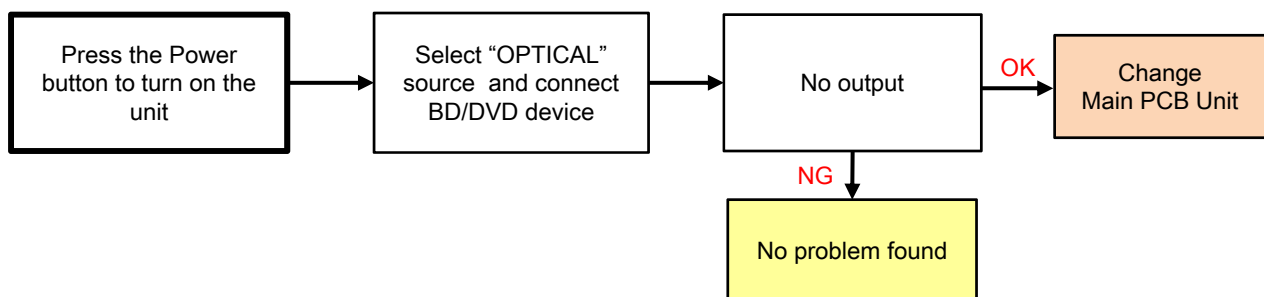 Press the Power
button to turn on the
unit
Select “OPTICAL”
source and connect
BD/DVD device
No output
OK
Change
Main PCB Unit
NG
No problem found